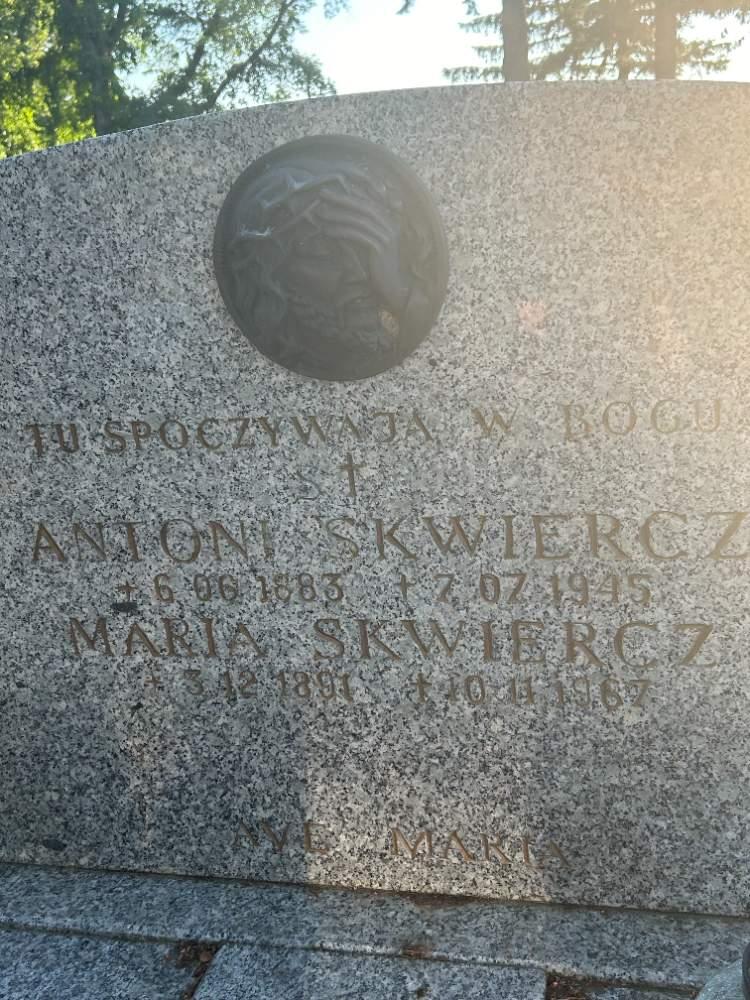 TU SPOCZYWAJĄ W BOGU
Ś †
ANTONI SKWIERCZ
* 6 06 1883 † 7 07 1945
MARIA SKWIERCZ
* 3 12 1891 † 10 11 1967
AVE MARIA